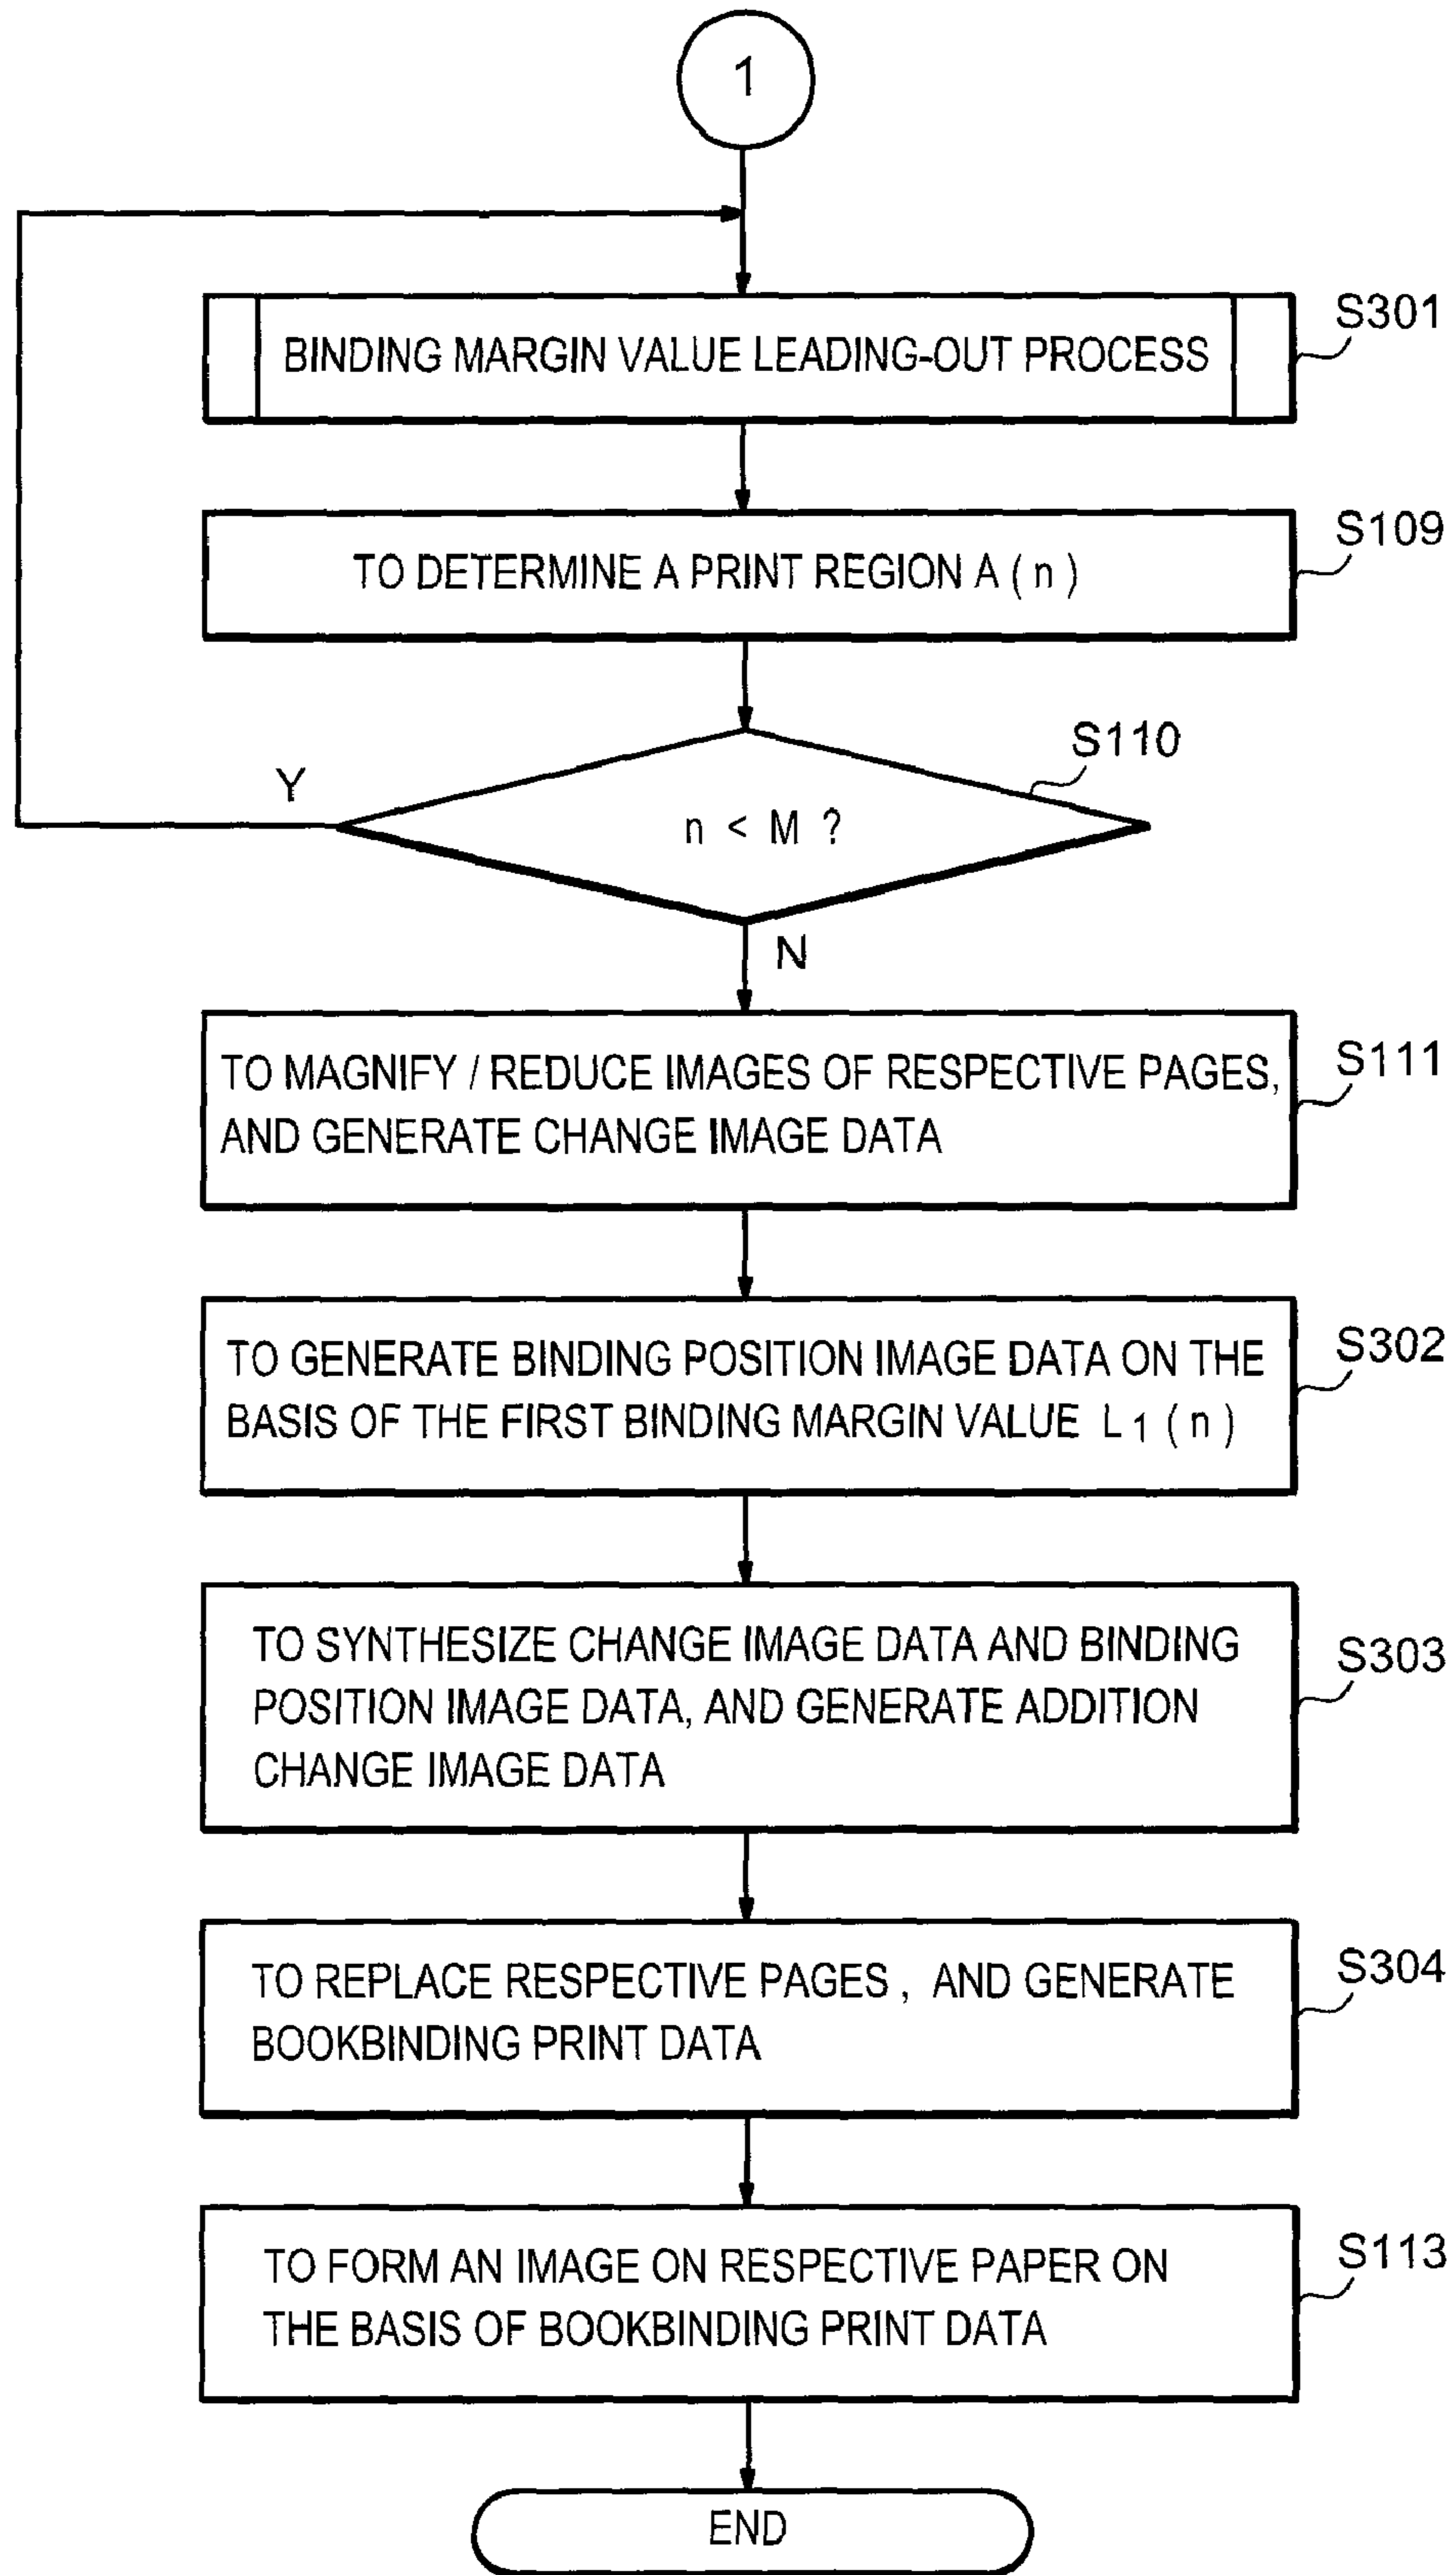 1
BINDING MARGIN VALUE LEADING-OUT PROCESS
S301
TO DETERMINE A PRINT REGION A ( n )
S109
S110
Y
n < M ?
N
TO MAGNIFY / REDUCE IMAGES OF RESPECTIVE PAGES,
AND GENERATE CHANGE IMAGE DATA
S111
TO GENERATE BINDING POSITION IMAGE DATA ON THE
BASIS OF THE FIRST BINDING MARGIN VALUE L 1 ( n )
S302
TO SYNTHESIZE CHANGE IMAGE DATA AND BINDING
POSITION IMAGE DATA, AND GENERATE ADDITION
CHANGE IMAGE DATA
S303
TO REPLACE RESPECTIVE PAGES , AND GENERATE
BOOKBINDING PRINT DATA
S304
TO FORM AN IMAGE ON RESPECTIVE PAPER ON
THE BASIS OF BOOKBINDING PRINT DATA
S113
END